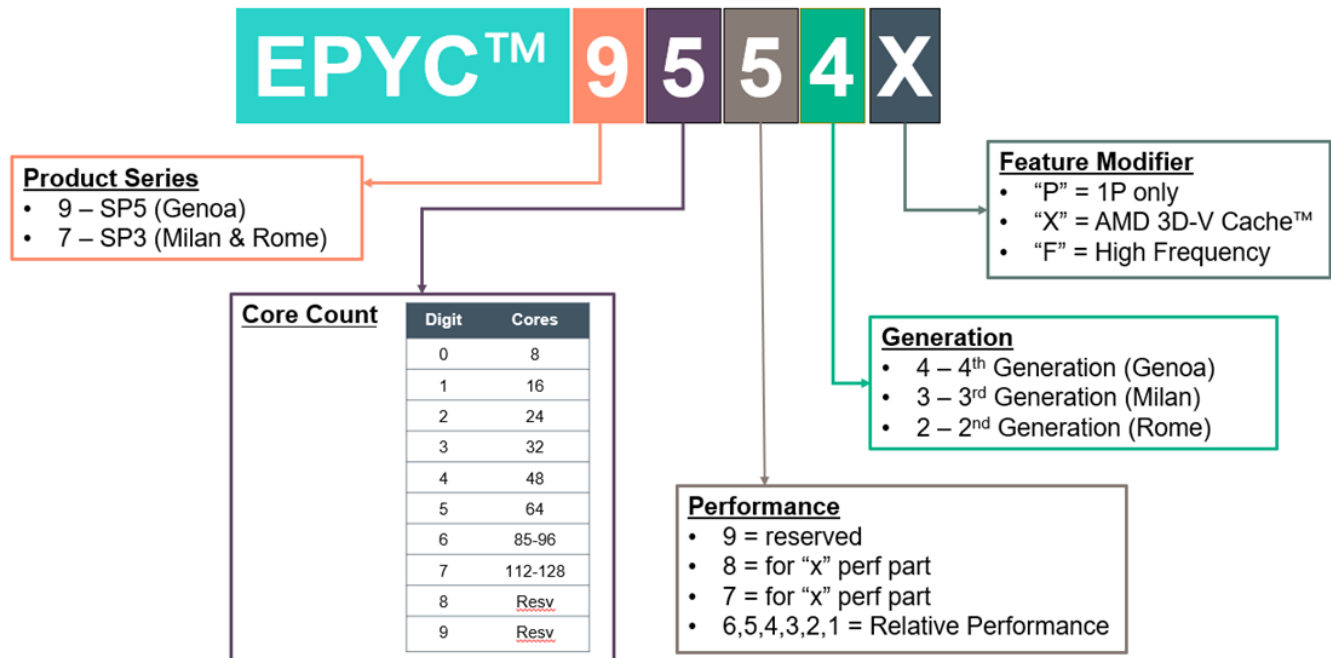 EPYC™ 9 5 5 4 X
Product Series
• 9 – SP5 (Genoa)
• 7 – SP3 (Milan & Rome)
Feature Modifier
• “P” = 1P only
• “X” = AMD 3D-V Cache™
• “F” = High Frequency
Core Count
Digit Cores
0 8
1 16
2 24
3 32
4 48
5 64
6 85-96
7 112-128
8 Resv
9 Resv
Generation
• 4 – 4th Generation (Genoa)
• 3 – 3rd Generation (Milan)
• 2 – 2nd Generation (Rome)
Performance
• 9 = reserved
• 8 = for “x” perf part
• 7 = for “x” perf part
• 6,5,4,3,2,1 = Relative Performance